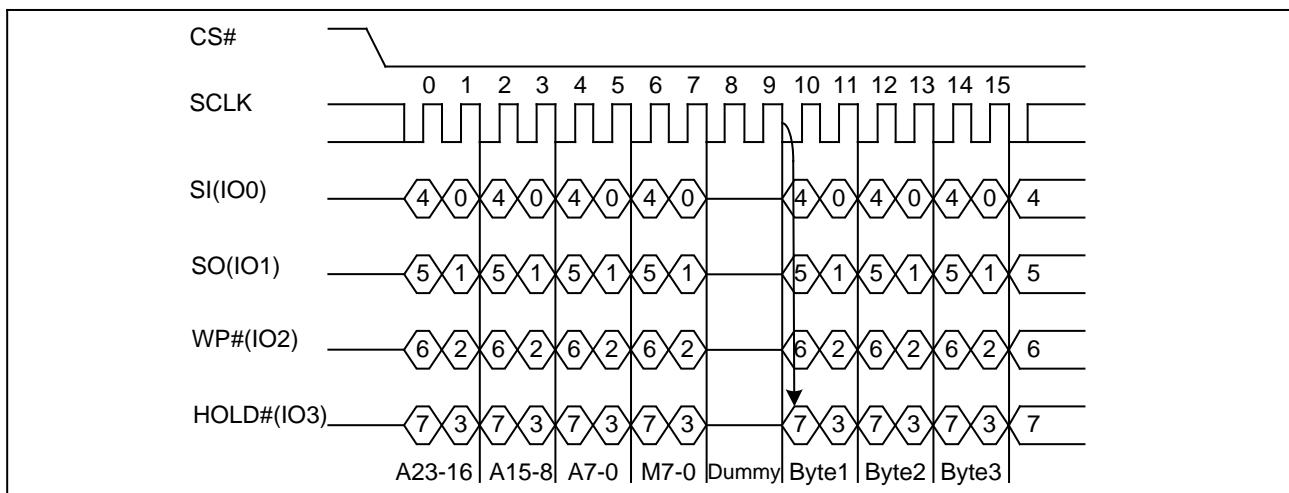 CS#
0 1 2 3 4 5 6 7 8 9 10 11 12 13 14 15
SCLK
SI(IO0) 4 0 4 0 4 0 4 0 4 0 4 0 4 0 4
SO(IO1) 5 1 5 1 5 1 5 1 5 1 5 1 5 1 5
WP#(IO2) 6 2 6 2 6 2 6 2 6 2 6 2 6 2 6
HOLD#(IO3) 7 3 7 3 7 3 7 3 7 3 7 3 7 3 7
A23-16 A15-8 A7-0 M7-0 Dummy Byte1 Byte2 Byte3